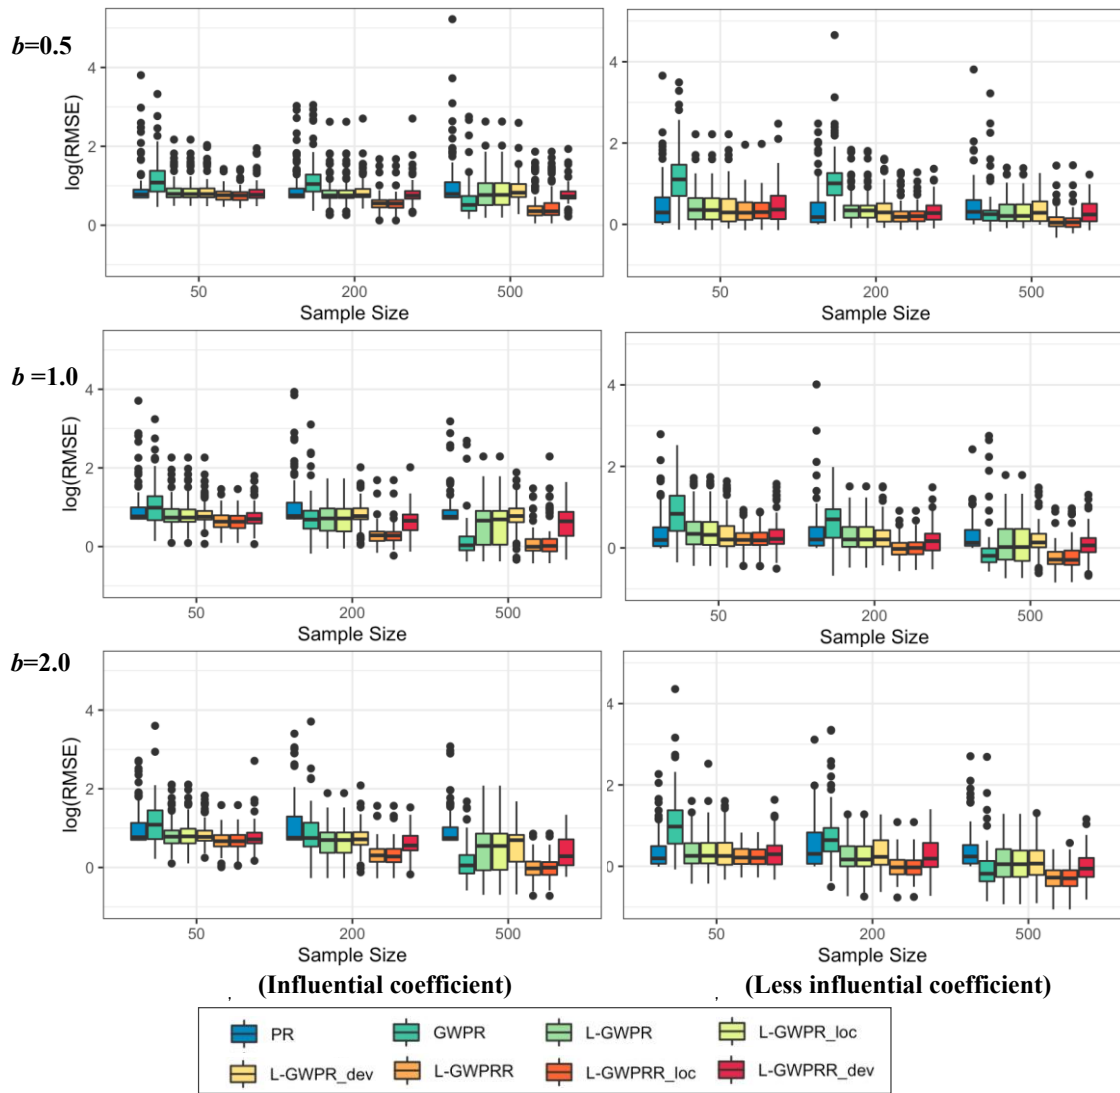 b=0.5
log(RMSE)
4
2
0
50
200
500
Sample Size
4
2
0
50
200
500
Sample Size
b =1.0
log(RMSE)
4
2
0
50
200
500
Sample Size
4
2
0
50
200
500
Sample Size
b=2.0
log(RMSE)
4
2
0
50
200
500
Sample Size
4
2
0
50
200
500
Sample Size
, (Influential coefficient)
, (Less influential coefficient)
PR GWPR L-GWPR L-GWPR_loc
L-GWPR_dev L-GWPRR L-GWPRR_loc L-GWPRR_dev